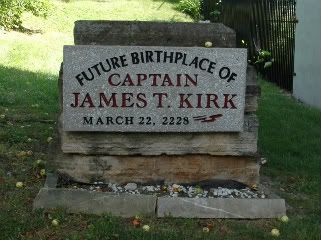 FUTURE BIRTHPLACE OF
CAPTAIN
JAMES T. KIRK
MARCH 22, 2228